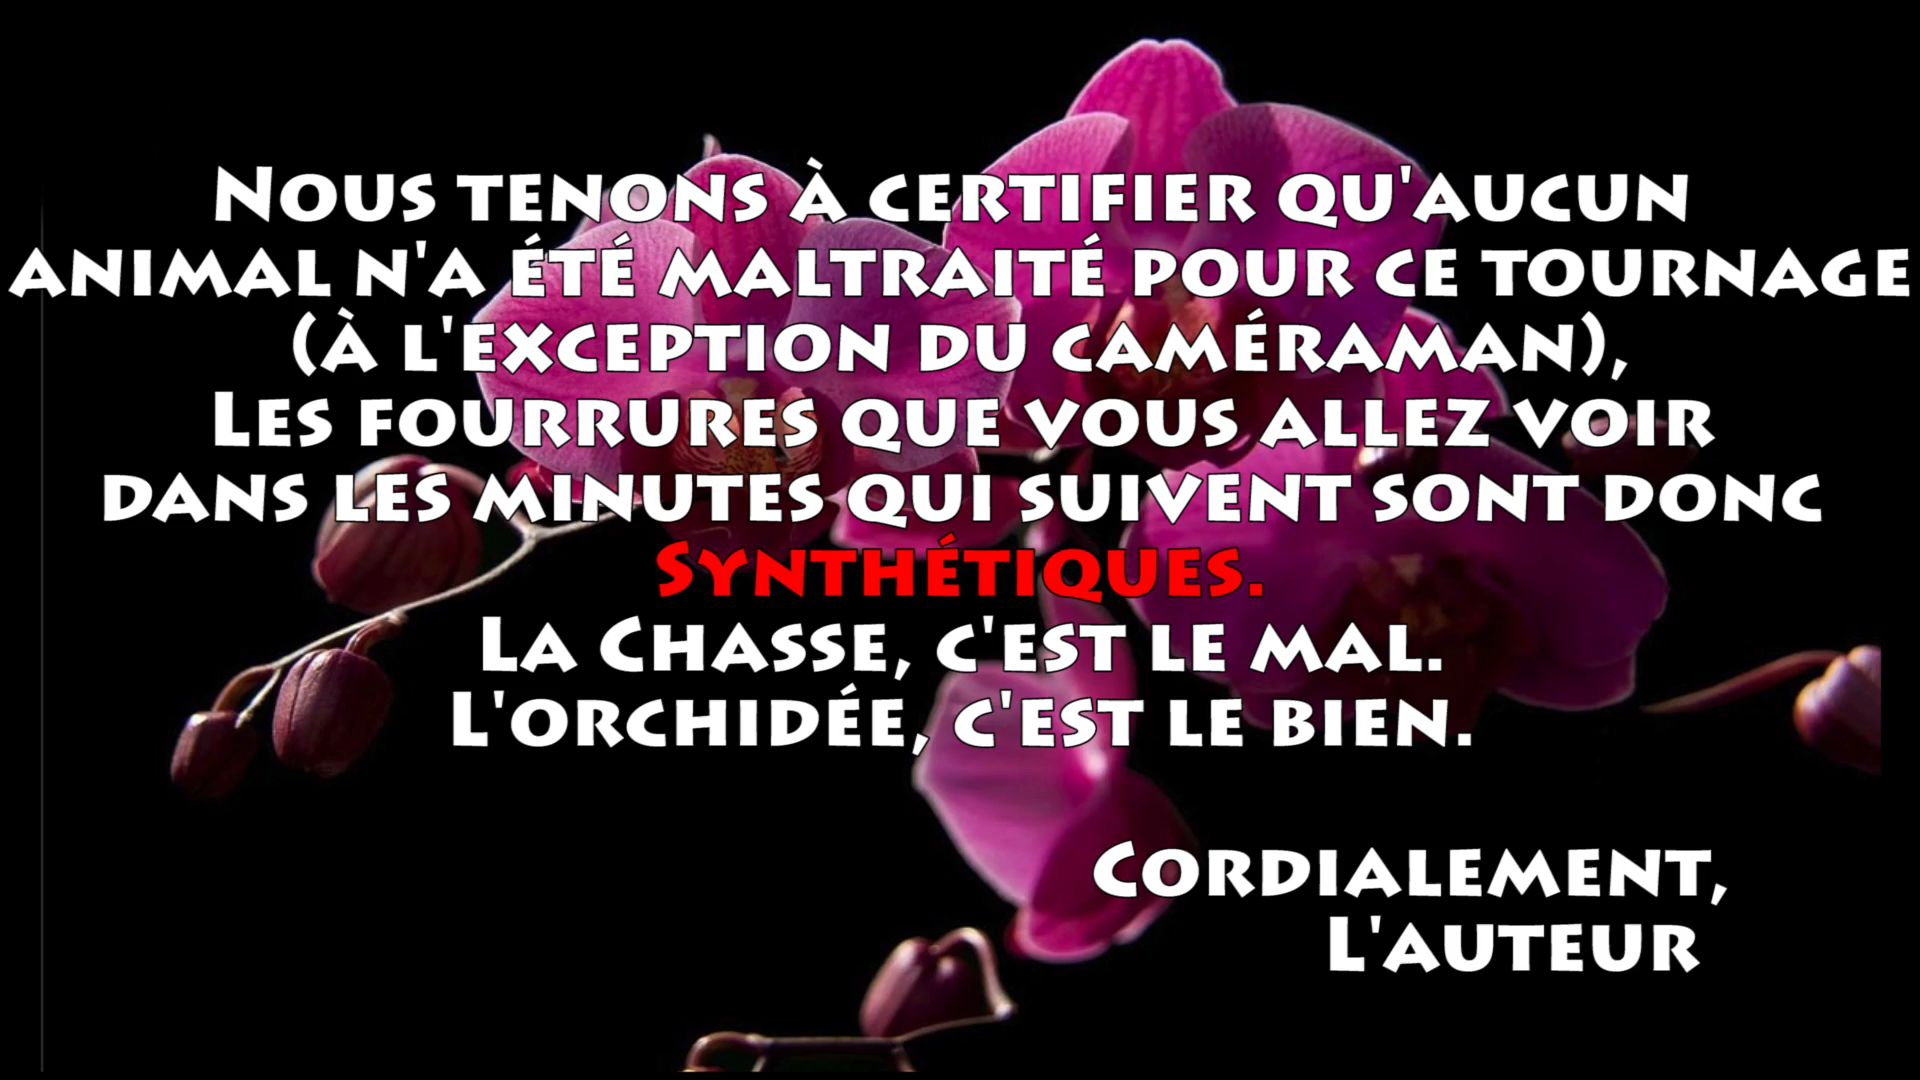 Nous tenons à certifier qu'aucun
animal n'a été maltraité pour ce tournage
(à l'exception du caméraman),
Les fourrures que vous allez voir
dans les minutes qui suivent sont donc
Synthétiques.
La Chasse, c'est le mal.
L'orchidée, c'est le bien.
Cordialement,
L'auteur